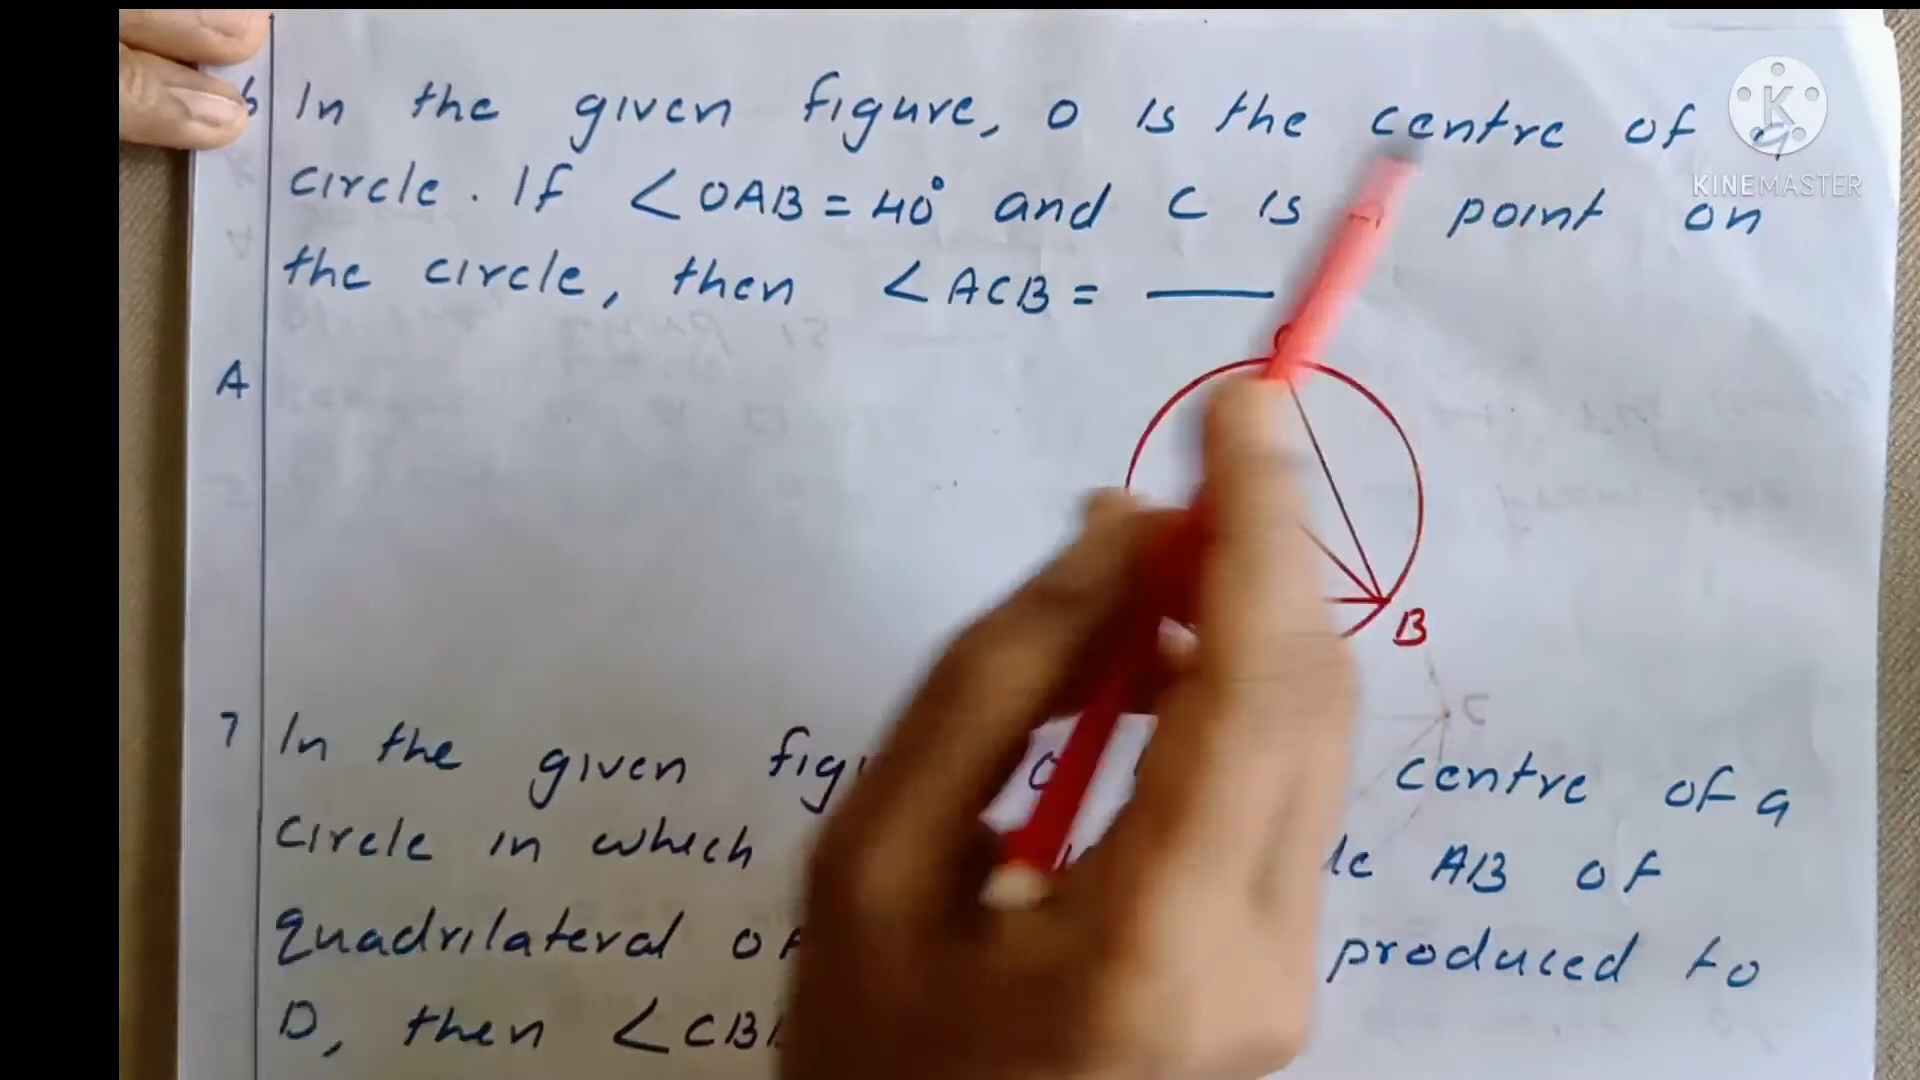 6 In the given figure, O is the centre of a
circle. If ∠OAB = 40° and C is a point on
the circle, then ∠ACB = ____
A
B
C
7 In the given centre of a
circle in which AB of
quadrilateral produced to
D, then
K
KINEMASTER